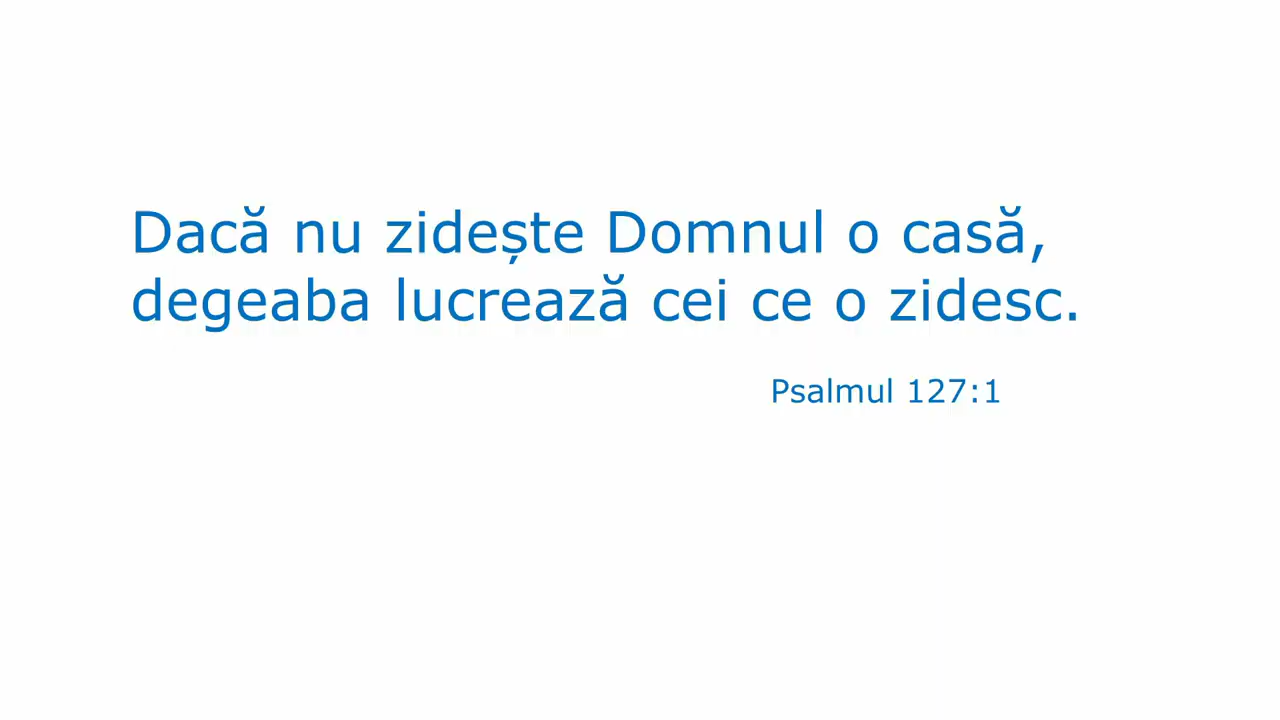 Dacă nu zidește Domnul o casă,
degeaba lucrează cei ce o zidesc.
Psalmul 127:1